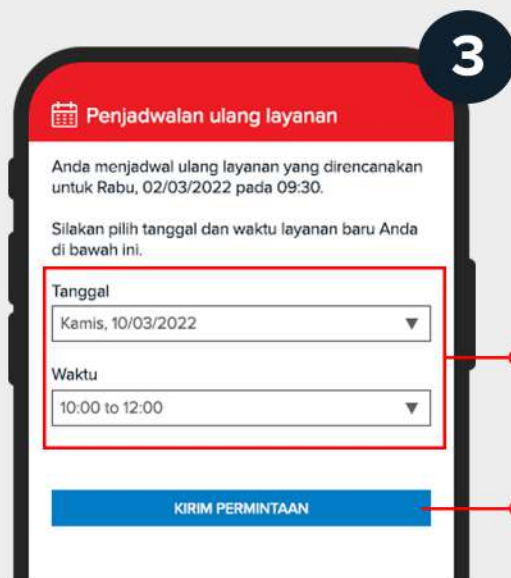 3
Penjadwalan ulang layanan
Anda menjadwal ulang layanan yang direncanakan
untuk Rabu, 02/03/2022 pada 09:30.
Silakan pilih tanggal dan waktu layanan baru Anda
di bawah ini.
Tanggal
Kamis, 10/03/2022
Waktu
10:00 to 12:00
KIRIM PERMINTAAN